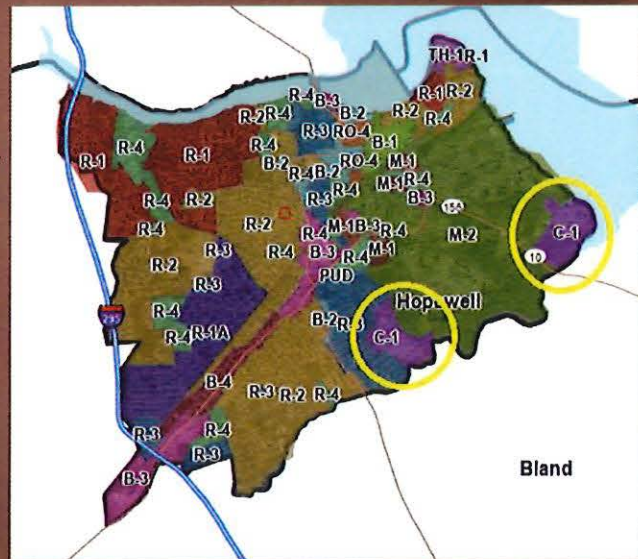 TH-1 R-1
R-4 B-3
R-1 R-2
R-2 R-4
B-2
R-2
R-4
R-3 RO-4
R-4
R-1
R-1
R-4
B-1
B-2
R-4
B-2
RO-4
M-1
M-1 R-4
R-4
B-3
15A
R-4
R-2
R-3
R-2
R-4
M-1 B-3 R-4
C-1
R-4
R-3
R-4
B-3
R-4
M-1
M-2
R-2
R-3
PUD
10
R-4
Hopewell
295
R-4
R-1A
B-2
C-1
B-4
R-3
R-2
R-4
R-3
R-4
R-3
B-3
Bland